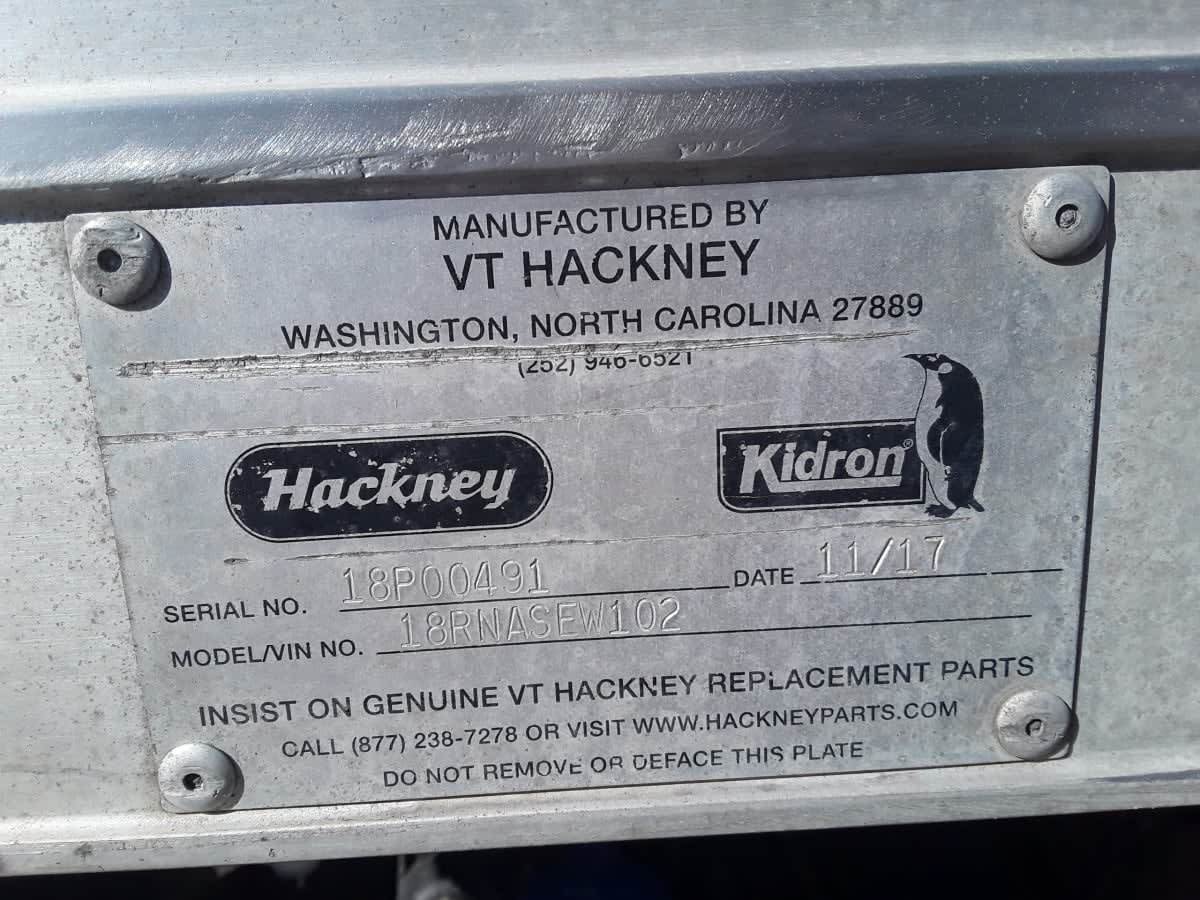 MANUFACTURED BY
VT HACKNEY
WASHINGTON, NORTH CAROLINA 27889
(252) 946-6521
Hackney
Kidron®
SERIAL NO. 18P00491 DATE 11/17
MODEL/VIN NO. 18RNASEW102
INSIST ON GENUINE VT HACKNEY REPLACEMENT PARTS
CALL (877) 238-7278 OR VISIT WWW.HACKNEYPARTS.COM
DO NOT REMOVE OR DEFACE THIS PLATE